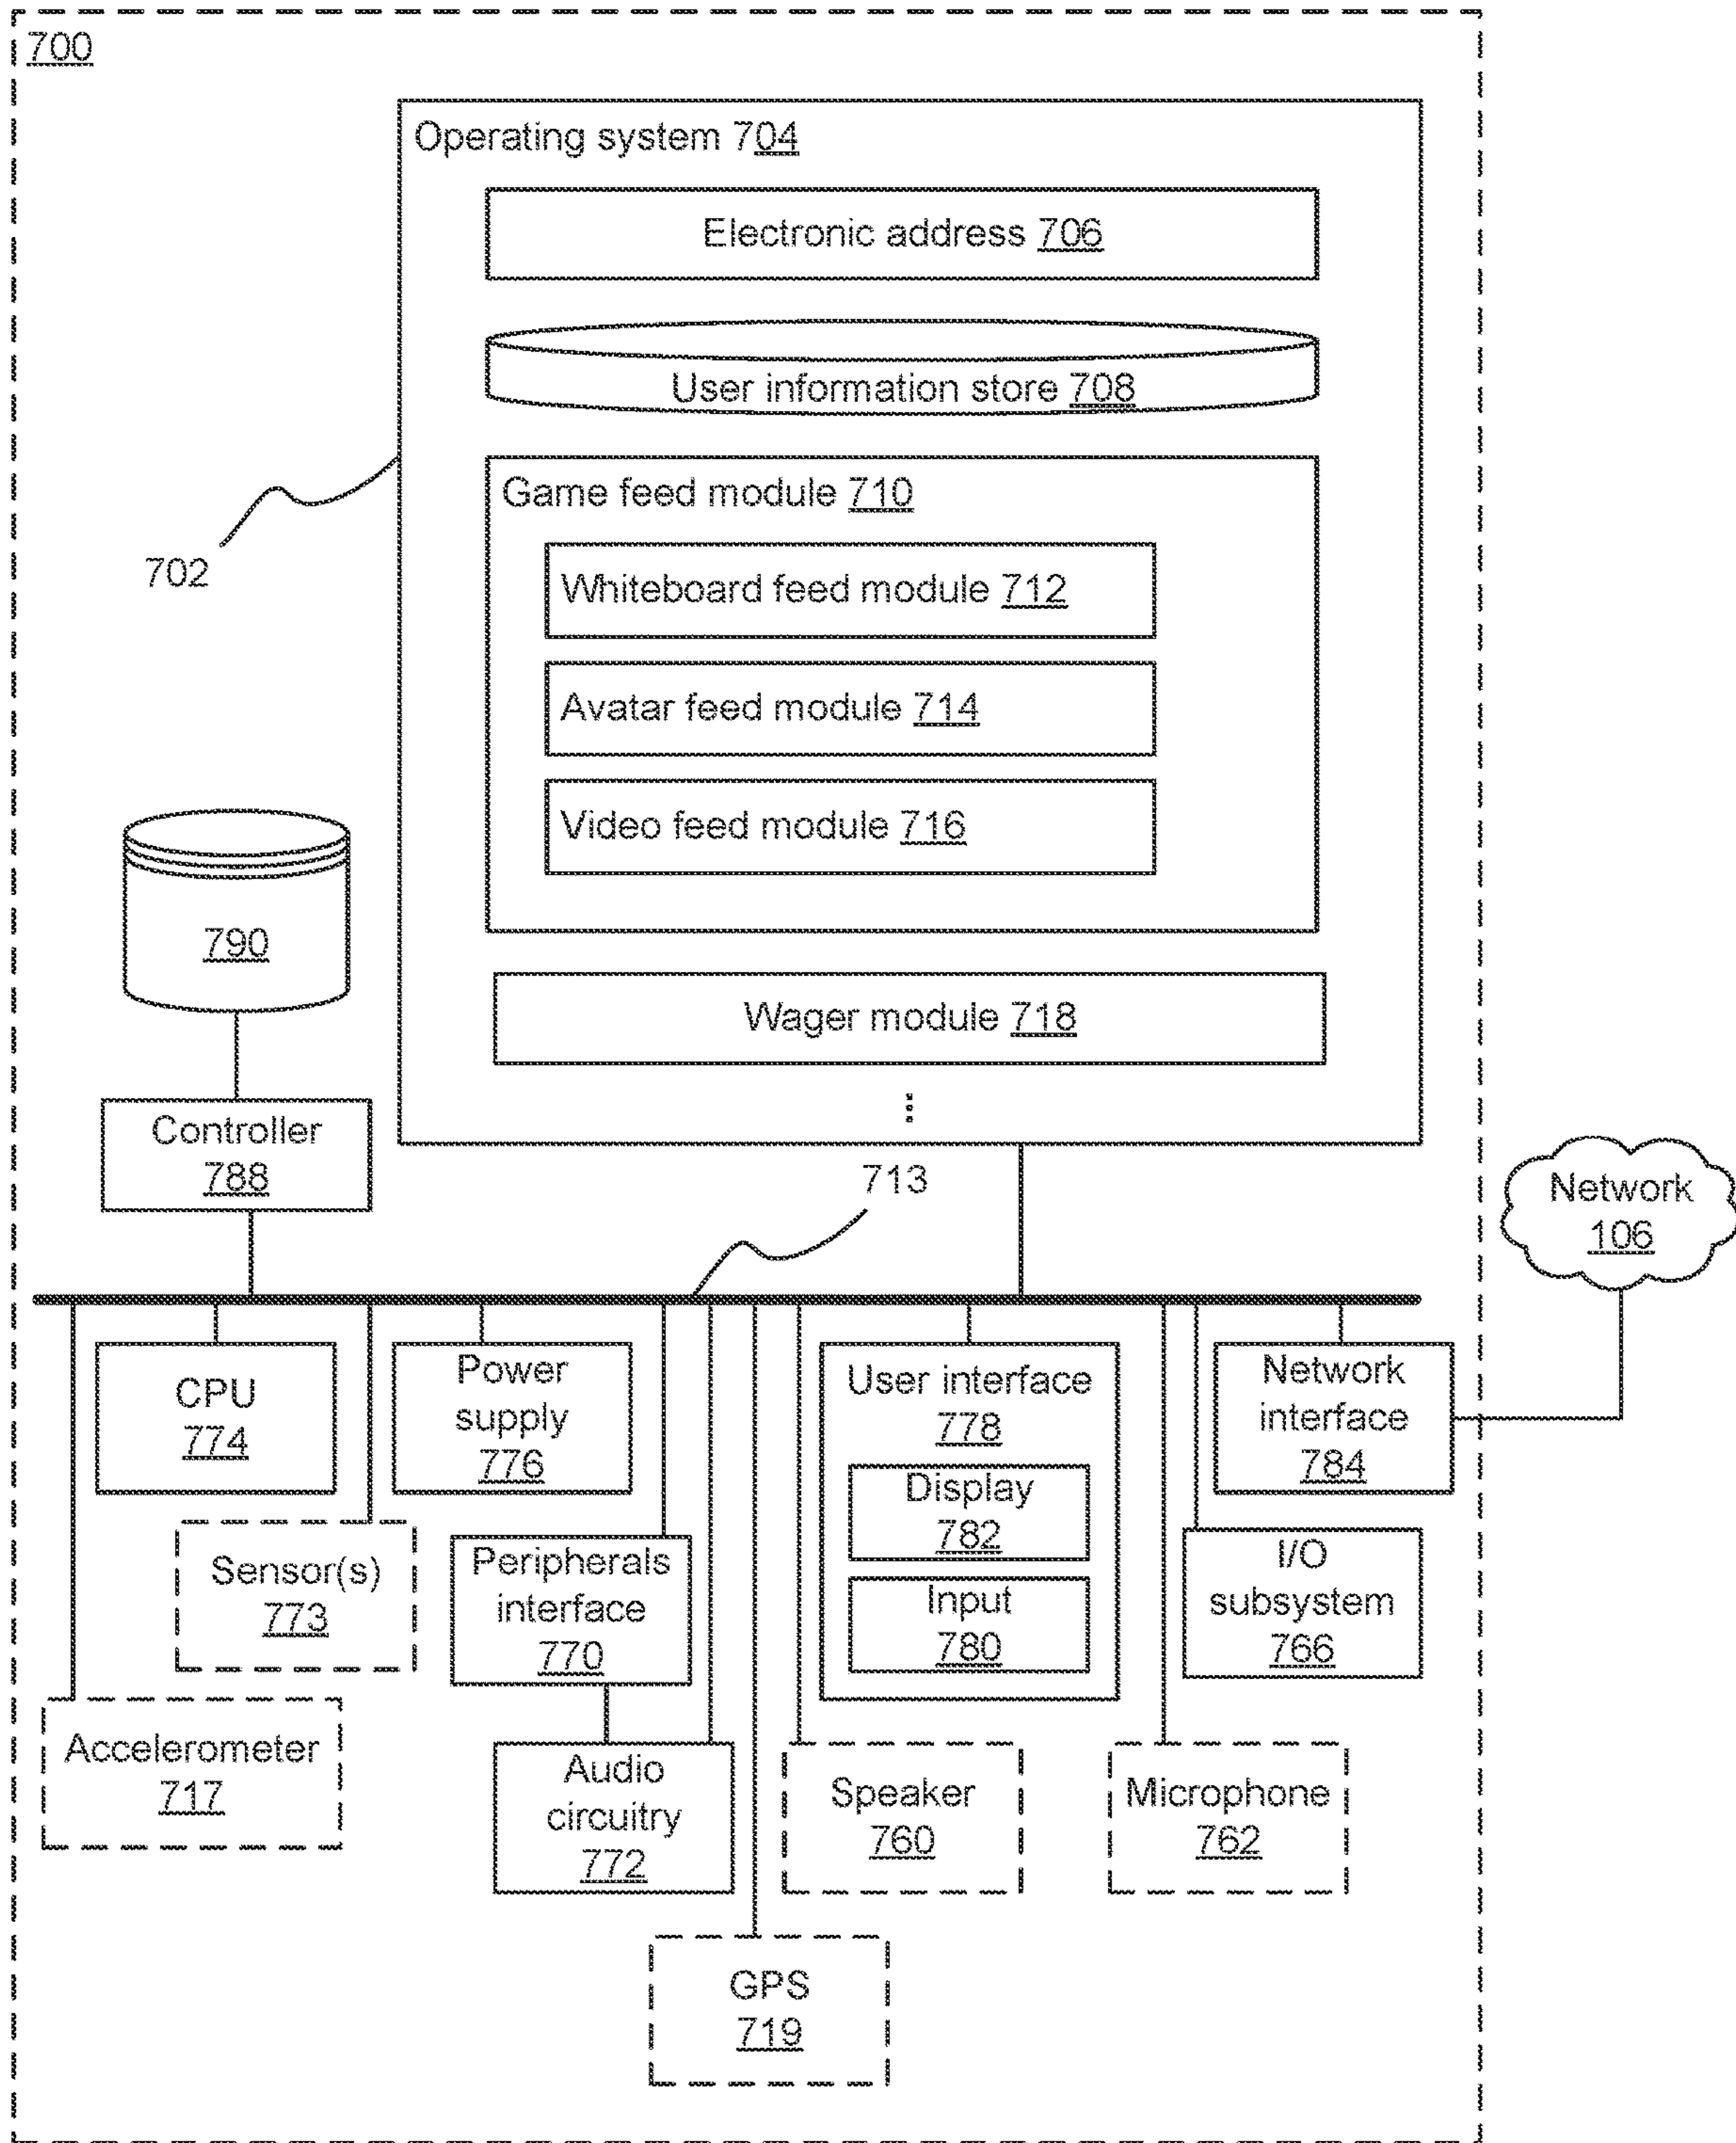 700
Operating system 704
Electronic address 706
User information store 708
Game feed module 710
702
Whiteboard feed module 712
Avatar feed module 714
Video feed module 716
790
Wager module 718
⋮
Controller
788
713
Network
106
CPU
774
Power
supply
776
User interface
778
Display
782
Input
780
Network
interface
784
Sensor(s)
773
Peripherals
interface
770
I/O
subsystem
766
Accelerometer
717
Audio
circuitry
772
Speaker
760
Microphone
762
GPS
719